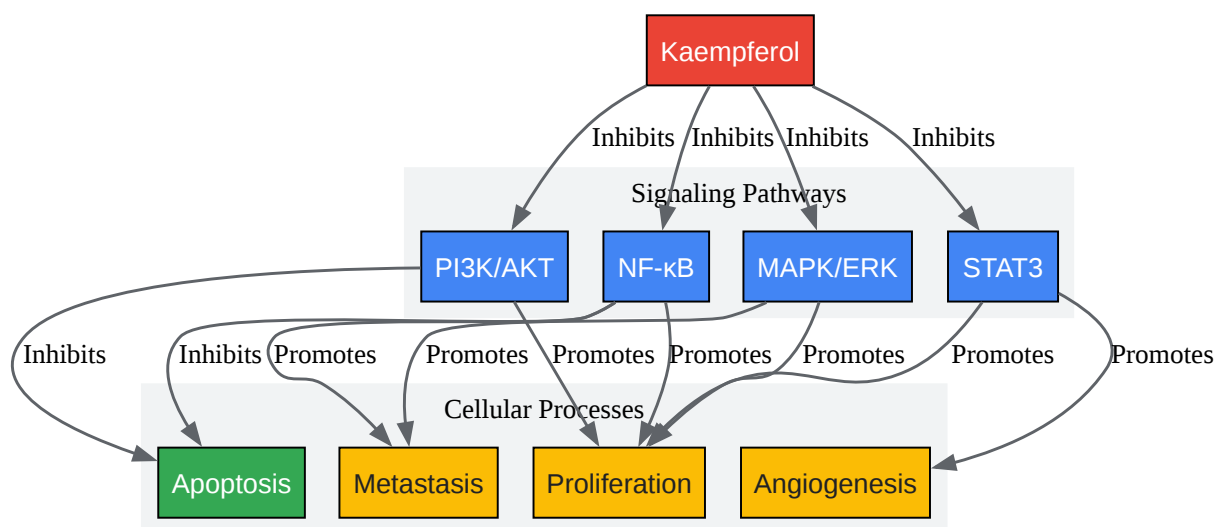 Kaempferol
Inhibits
Inhibits
Inhibits
Inhibits
Signaling Pathways
PI3K/AKT
NF-κB
MAPK/ERK
STAT3
Inhibits
Inhibits
Promotes
Promotes
Promotes
Promotes
Promotes
Promotes
Promotes
Cellular Processes
Apoptosis
Metastasis
Proliferation
Angiogenesis